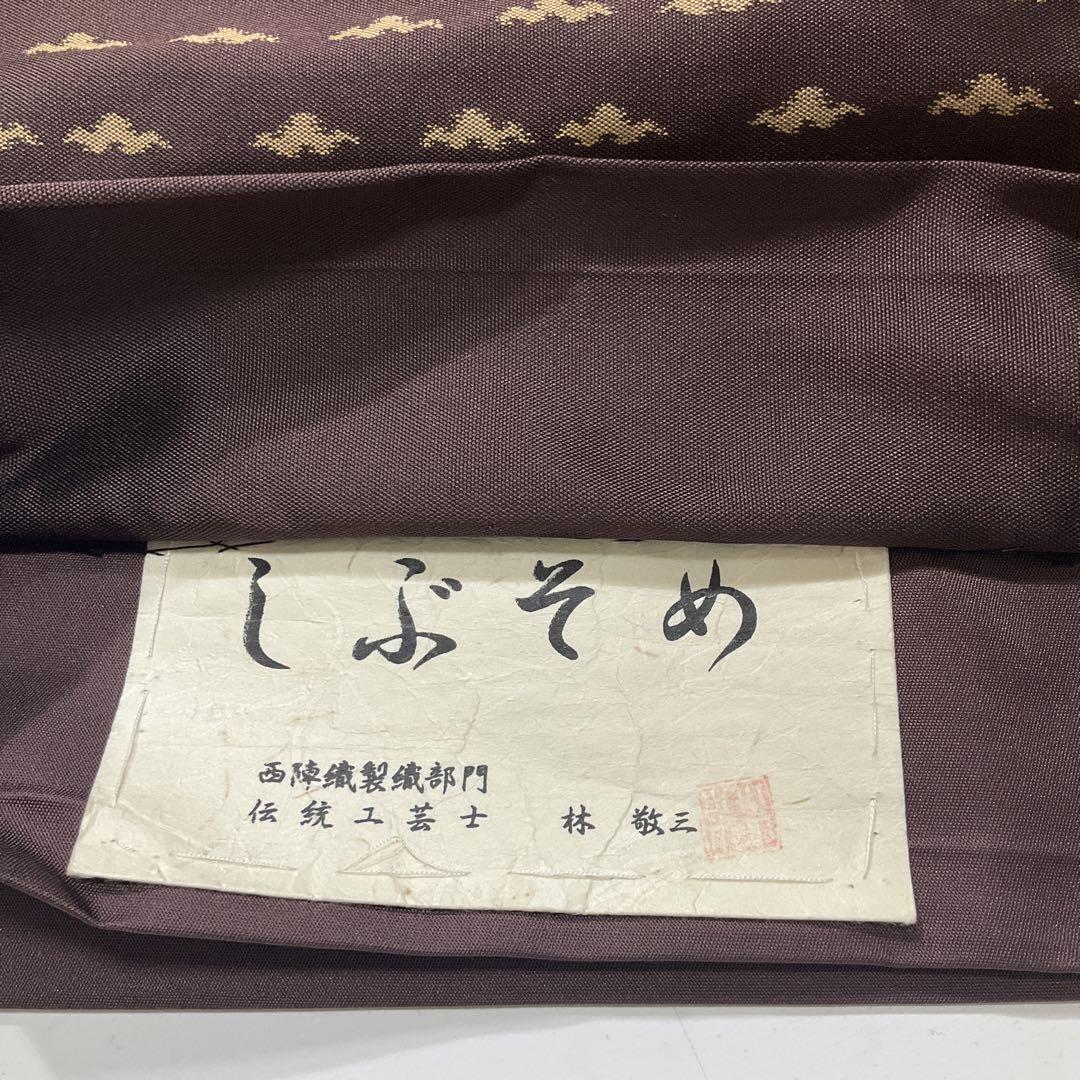 しぶそめ
西陣織製織部門
伝統工芸士 林 敬三